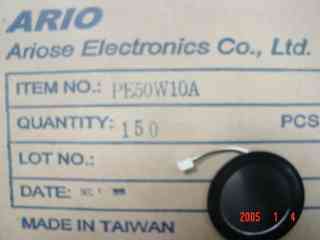 ARIO
Ariose Electronics Co., Ltd.
ITEM NO.: PE50W10A
QUANTITY: 150 PCS
LOT NO.:
DATE:
MADE IN TAIWAN
2005 1 4